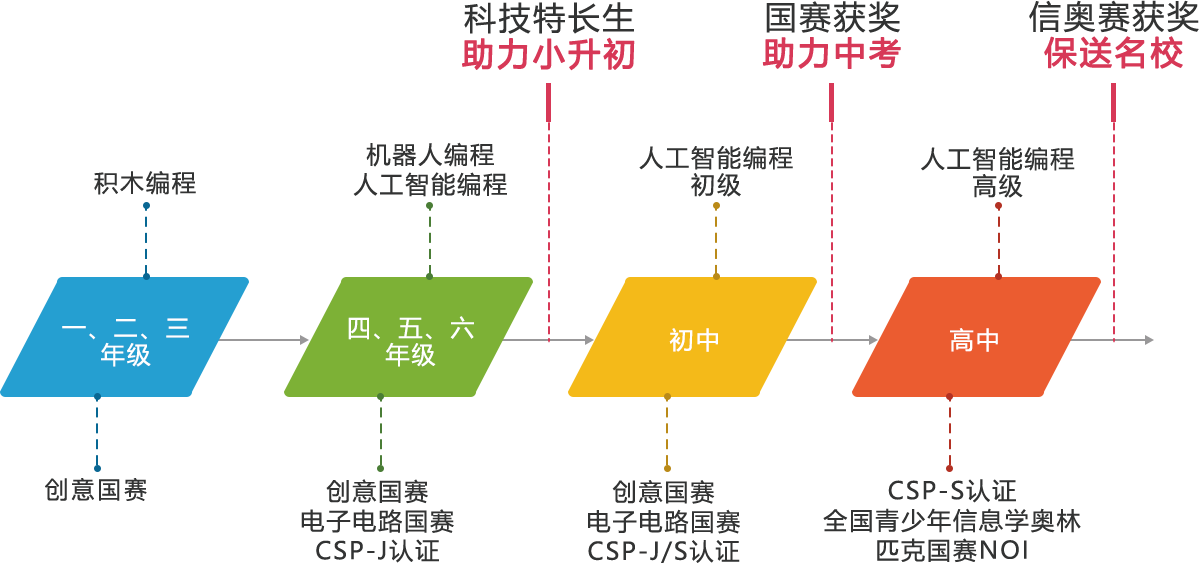 科技特长生
助力小升初
国赛获奖
助力中考
信奥赛获奖
保送名校
积木编程
机器人编程
人工智能编程
人工智能编程
初级
人工智能编程
高级
一、二、三
年级
四、五、六
年级
初中
高中
创意国赛
创意国赛
电子电路国赛
CSP-J认证
创意国赛
电子电路国赛
CSP-J/S认证
CSP-S认证
全国青少年信息学奥林
匹克国赛NOI